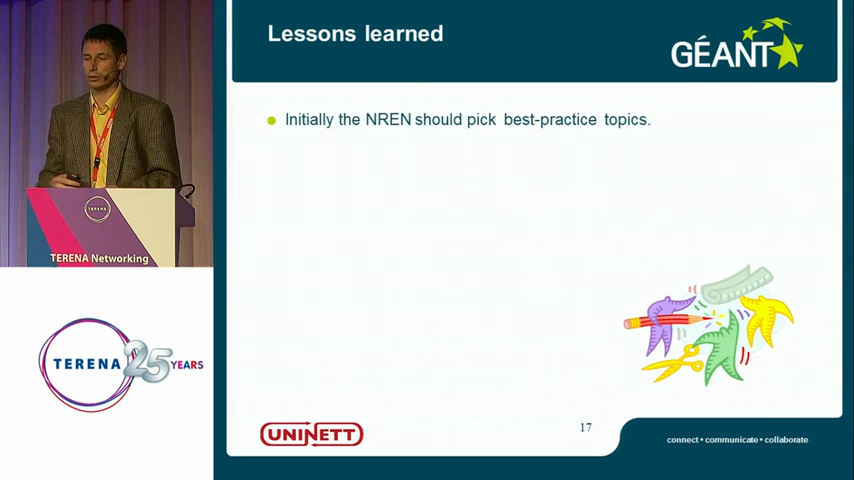 Lessons learned
GÉANT
Initially the NREN should pick best-practice topics.
TERENA
TERENA Networking
TERENA 25 YEARS
UNINETT
17
connect • communicate • collaborate